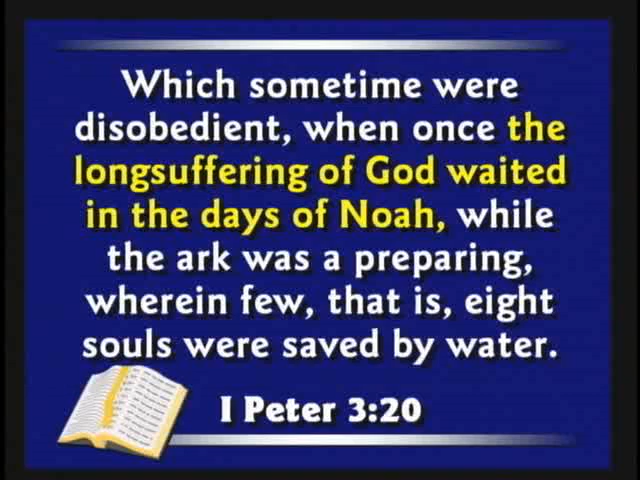 Which sometime were
disobedient, when once the
longsuffering of God waited
in the days of Noah, while
the ark was a preparing,
wherein few, that is, eight
souls were saved by water.
I Peter 3:20